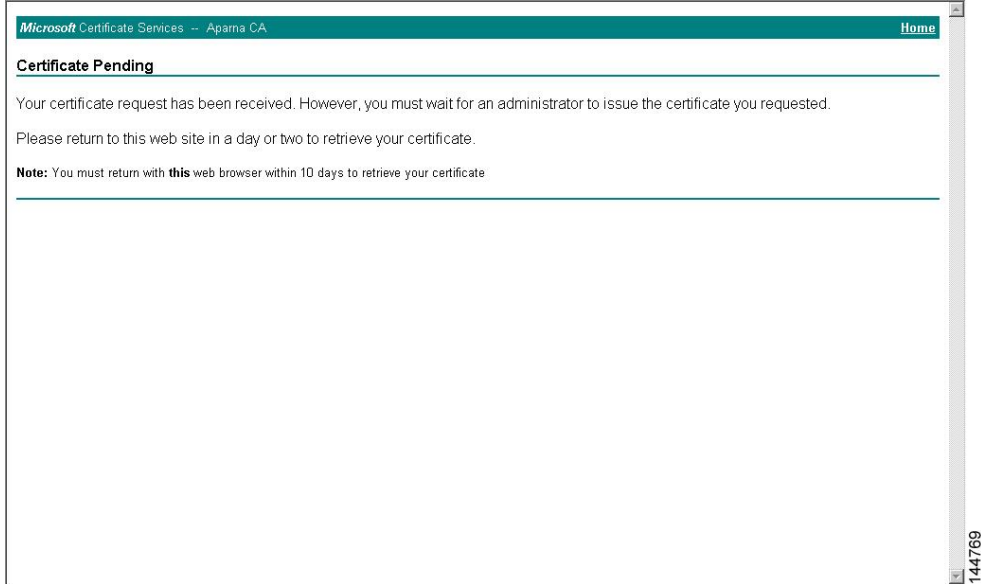 Microsoft Certificate Services -- Aparna CA
Home
Certificate Pending
Your certificate request has been received. However, you must wait for an administrator to issue the certificate you requested.
Please return to this web site in a day or two to retrieve your certificate.
Note: You must return with this web browser within 10 days to retrieve your certificate
144769